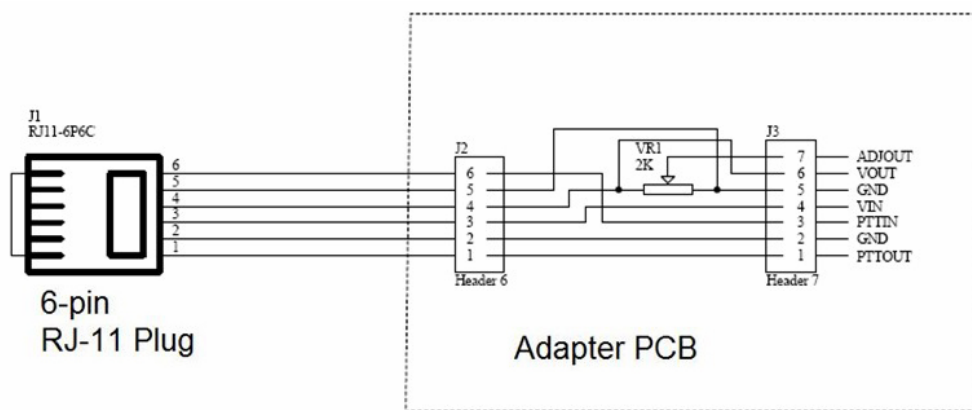 J1
RJ11-6P6C
6
5
4
3
2
1
6-pin
RJ-11 Plug
J2
6
5
4
3
2
1
Header 6
VR1
2K
J3
7
6
5
4
3
2
1
Header 7
ADJOUT
VOUT
GND
VIN
PTTIN
GND
PTTOUT
Adapter PCB